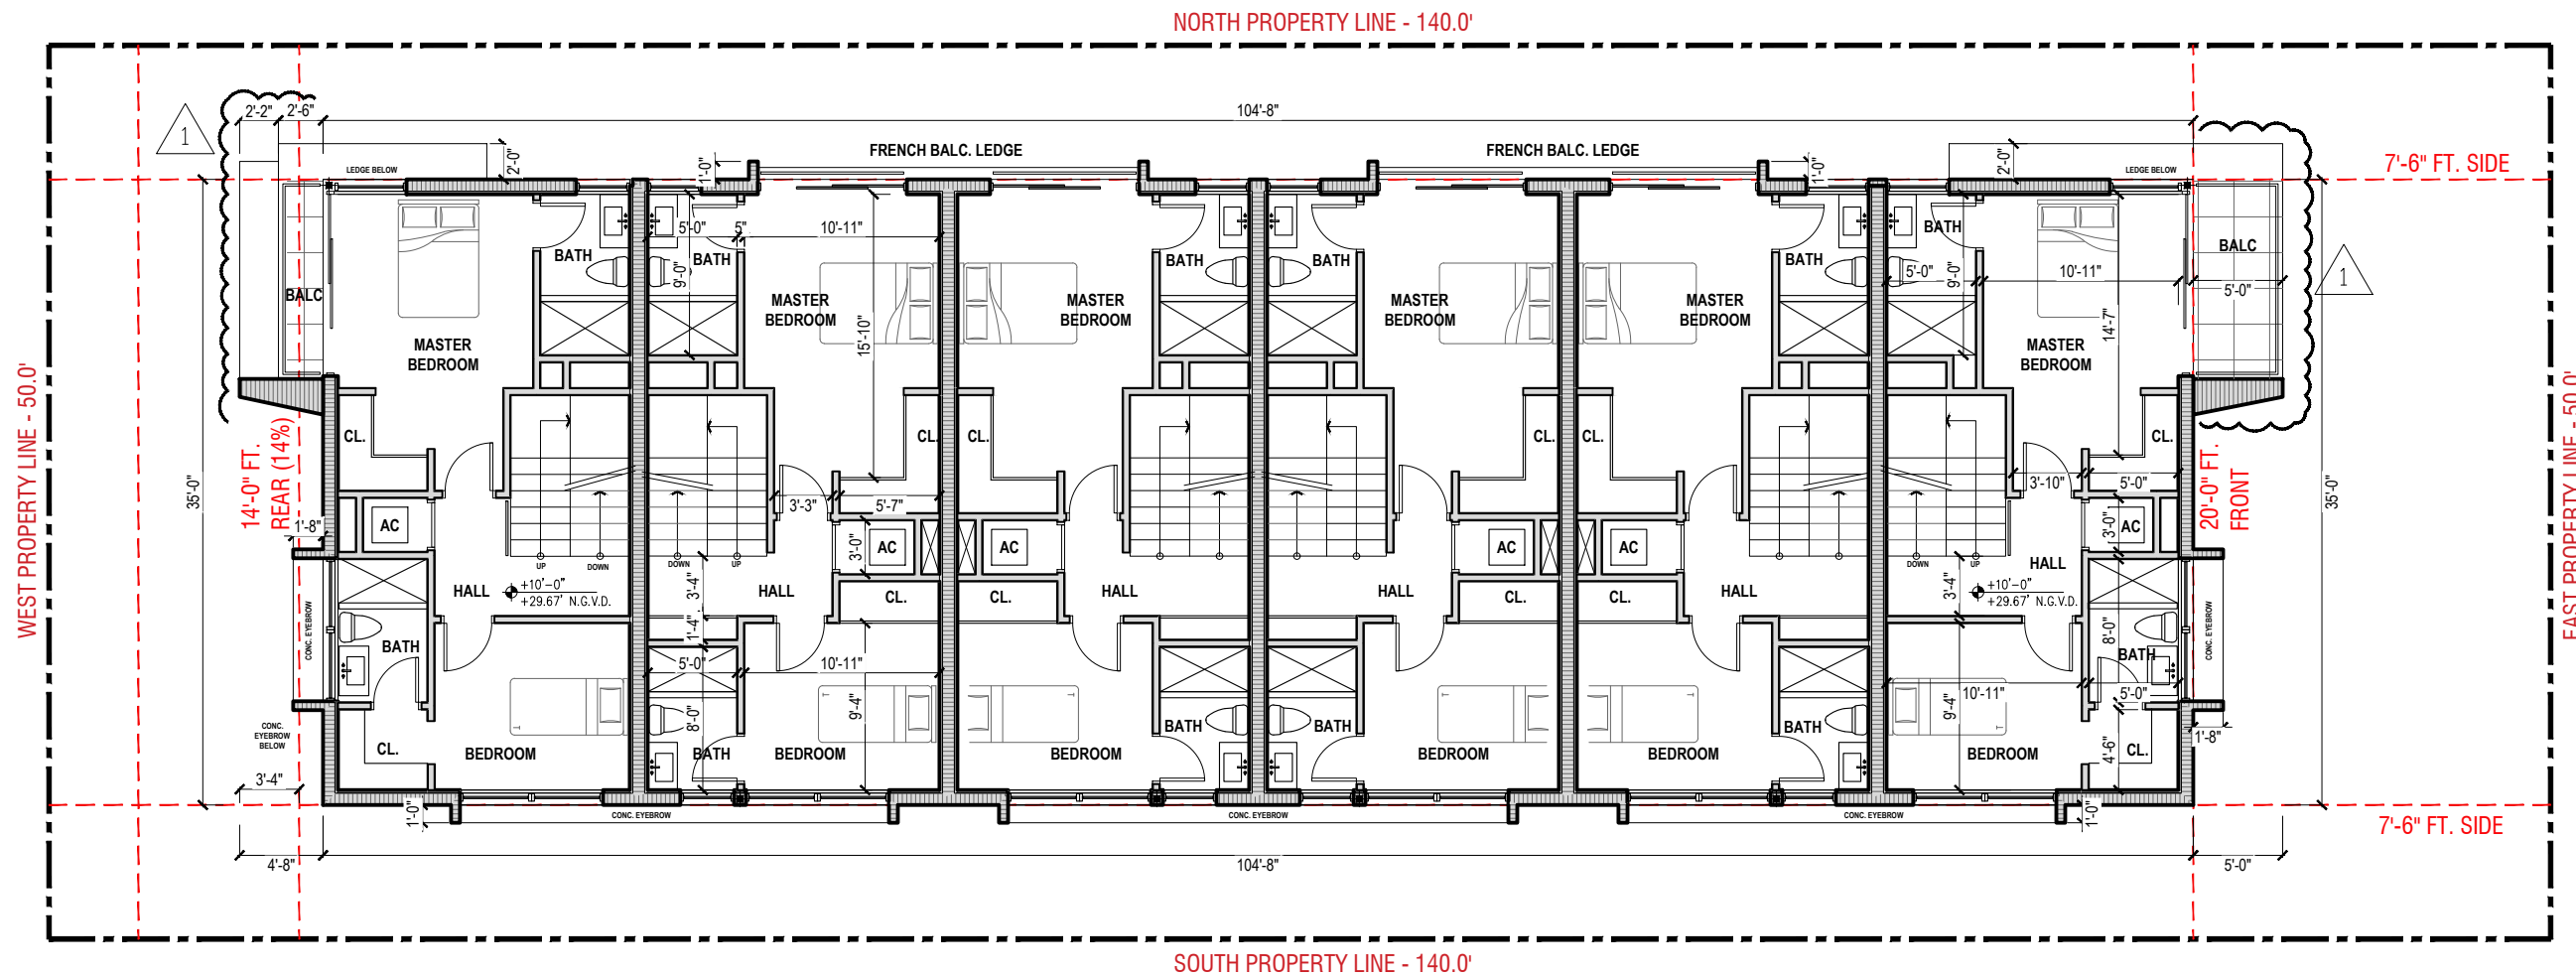 NORTH PROPERTY LINE - 140.0'
2'-2"
2'-6"
104'-8"
1
LEDGE BELOW
2'-0"
1'-0"
FRENCH BALC. LEDGE
FRENCH BALC. LEDGE
1'-0"
2'-0"
LEDGE BELOW
7'-6" FT. SIDE
BATH
5'-0"
5"
10'-11"
BATH
9'-0"
BATH
BATH
BATH
BATH
5'-0"
9'-0"
10'-11"
BALC
5'-0"
1
BALC
MASTER
BEDROOM
MASTER
BEDROOM
15'-10"
MASTER
BEDROOM
MASTER
BEDROOM
MASTER
BEDROOM
MASTER
BEDROOM
14'-7"
WEST PROPERTY LINE - 50.0'
EAST PROPERTY LINE - 50.0'
35'-0"
14'-0" FT.
REAR (14%)
CL.
CL.
CL.
CL.
CL.
CL.
20'-0" FT.
FRONT
35'-0"
1'-8"
AC
3'-3"
5'-7"
3'-0"
AC
AC
AC
AC
3'-10"
5'-0"
3'-0"
AC
UP
DOWN
DOWN
UP
DOWN
UP
HALL
+10'-0"
+29.67' N.G.V.D.
3'-4"
1'-4"
HALL
CL.
CL.
HALL
HALL
CL.
CL.
HALL
3'-4"
HALL
+10'-0"
+29.67' N.G.V.D.
CONC. EYEBROW
CONC. EYEBROW
BATH
8'-0"
BATH
5'-0"
10'-11"
9'-4"
8'-0"
BATH
BEDROOM
BATH
BEDROOM
BATH
BEDROOM
BATH
BEDROOM
10'-11"
5'-0"
9'-4"
4'-6"
BEDROOM
CL.
1'-8"
CONC.
EYEBROW
BELOW
CL.
BEDROOM
3'-4"
1'-0"
CONC. EYEBROW
CONC. EYEBROW
CONC. EYEBROW
1'-0"
7'-6" FT. SIDE
4'-8"
104'-8"
5'-0"
SOUTH PROPERTY LINE - 140.0'